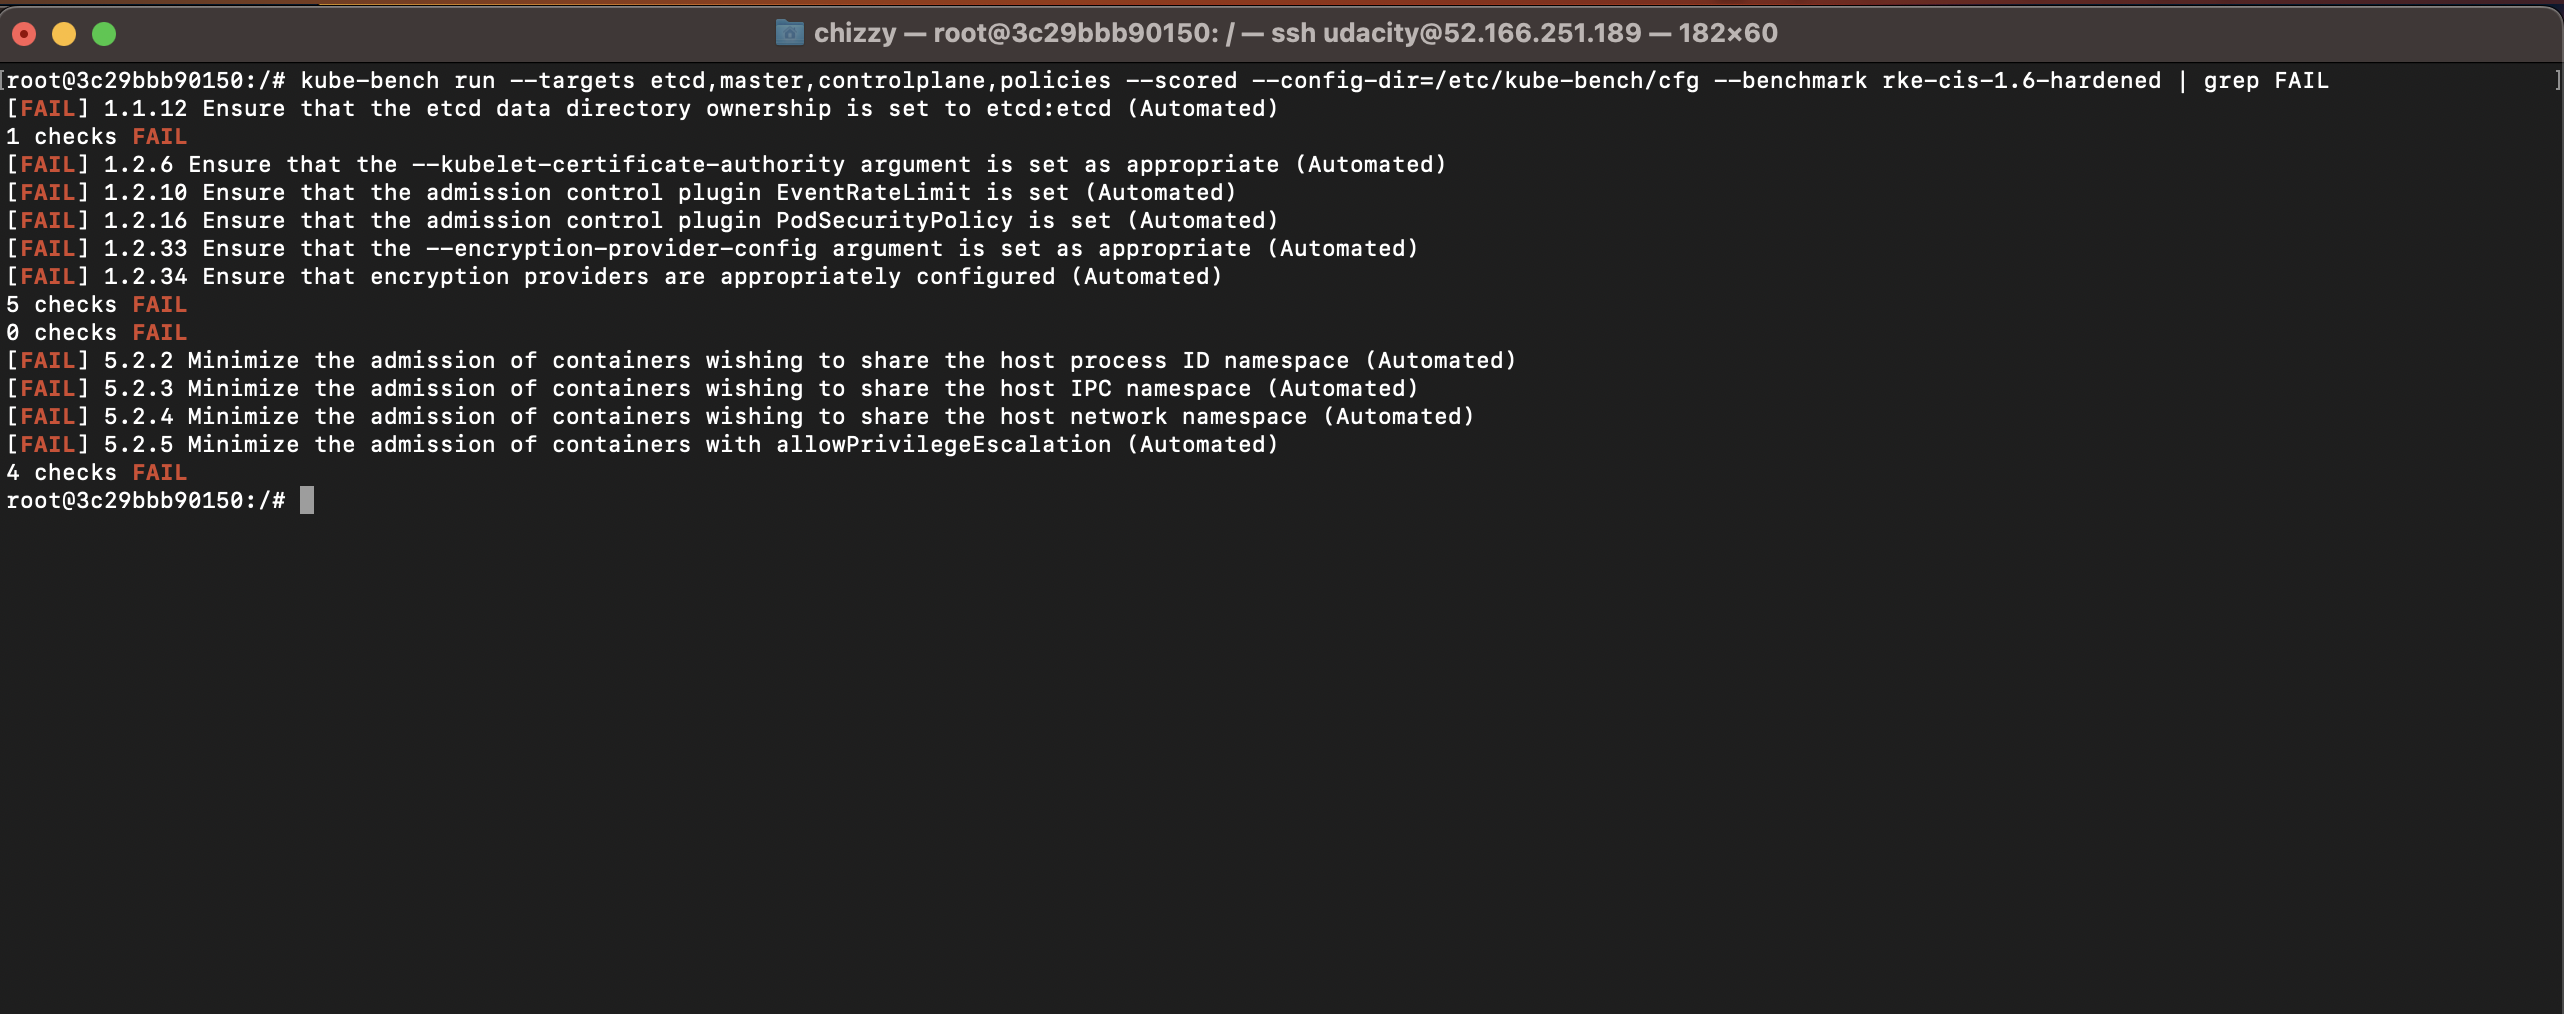 chizzy — root@3c29bbb90150: / — ssh udacity@52.166.251.189 — 182×60
[root@3c29bbb90150:/# kube-bench run --targets etcd,master,controlplane,policies --scored --config-dir=/etc/kube-bench/cfg --benchmark rke-cis-1.6-hardened | grep FAIL ]
[FAIL] 1.1.12 Ensure that the etcd data directory ownership is set to etcd:etcd (Automated)
1 checks FAIL
[FAIL] 1.2.6 Ensure that the --kubelet-certificate-authority argument is set as appropriate (Automated)
[FAIL] 1.2.10 Ensure that the admission control plugin EventRateLimit is set (Automated)
[FAIL] 1.2.16 Ensure that the admission control plugin PodSecurityPolicy is set (Automated)
[FAIL] 1.2.33 Ensure that the --encryption-provider-config argument is set as appropriate (Automated)
[FAIL] 1.2.34 Ensure that encryption providers are appropriately configured (Automated)
5 checks FAIL
0 checks FAIL
[FAIL] 5.2.2 Minimize the admission of containers wishing to share the host process ID namespace (Automated)
[FAIL] 5.2.3 Minimize the admission of containers wishing to share the host IPC namespace (Automated)
[FAIL] 5.2.4 Minimize the admission of containers wishing to share the host network namespace (Automated)
[FAIL] 5.2.5 Minimize the admission of containers with allowPrivilegeEscalation (Automated)
4 checks FAIL
root@3c29bbb90150:/#